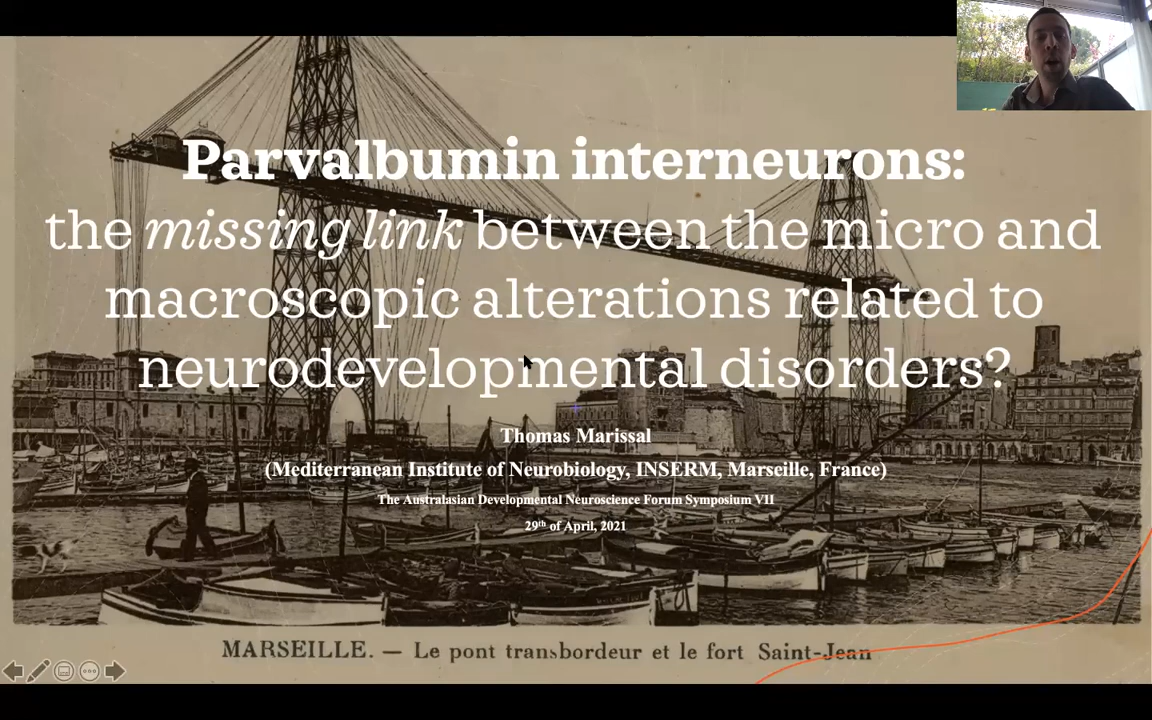 Parvalbumin interneurons:
the missing link between the micro and
macroscopic alterations related to
neurodevelopmental disorders?
Thomas Marissal
(Mediterranean Institute of Neurobiology, INSERM, Marseille, France)
The Australasian Developmental Neuroscience Forum Symposium VII
29th of April, 2021
MARSEILLE. — Le pont transbordeur et le fort Saint-Jean